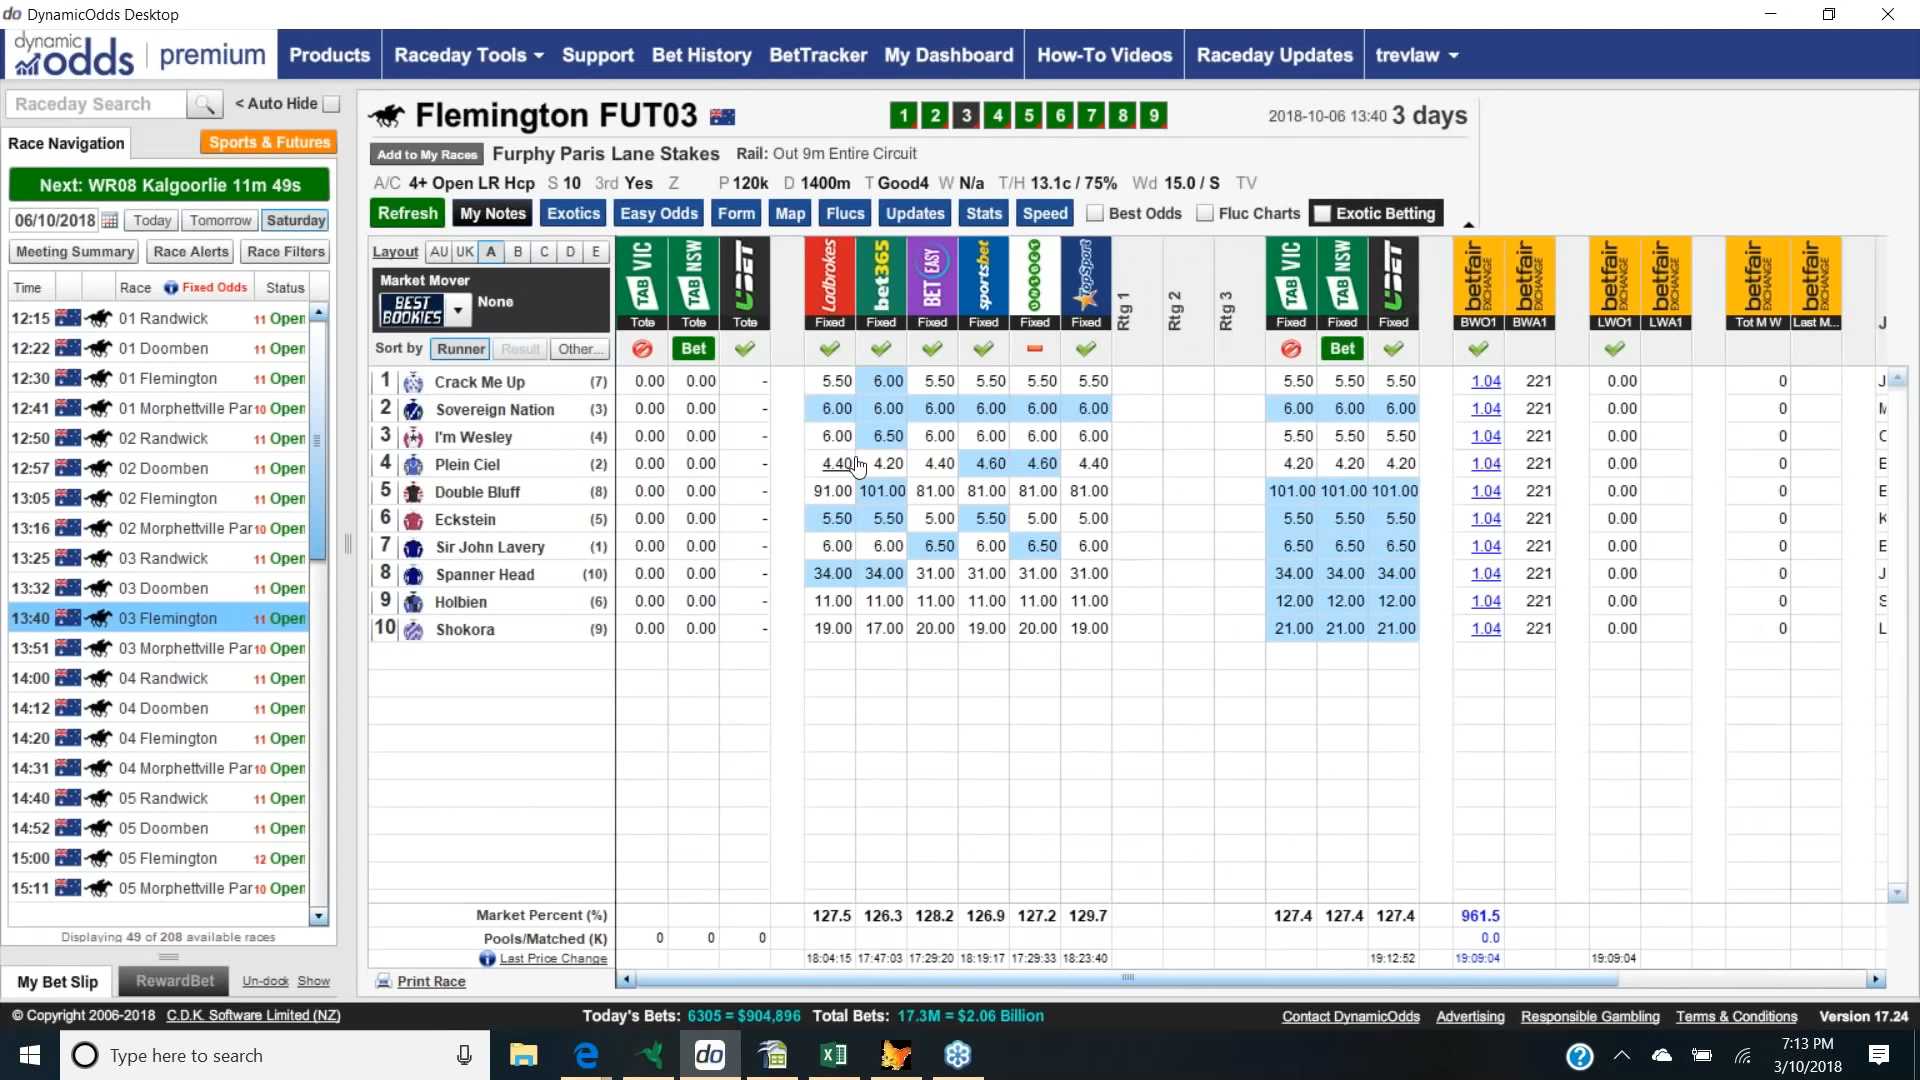 do DynamicOdds Desktop
dynamic odds premium Products Raceday Tools Support Bet History BetTracker My Dashboard How-To Videos Raceday Updates trevlaw
Raceday Search < Auto Hide
Race Navigation Sports & Futures
Next: WR08 Kalgoorlie 11m 49s
06/10/2018 Today Tomorrow Saturday
Meeting Summary Race Alerts Race Filters
Time Race Fixed Odds Status
12:15 01 Randwick 11 Open
12:22 01 Doomben 11 Open
12:30 01 Flemington 11 Open
12:41 01 Morphettville Par 10 Open
12:50 02 Randwick 11 Open
12:57 02 Doomben 11 Open
13:05 02 Flemington 11 Open
13:16 02 Morphettville Par 10 Open
13:25 03 Randwick 11 Open
13:32 03 Doomben 11 Open
13:40 03 Flemington 11 Open
13:51 03 Morphettville Par 10 Open
14:00 04 Randwick 11 Open
14:12 04 Doomben 11 Open
14:20 04 Flemington 11 Open
14:31 04 Morphettville Par 10 Open
14:40 05 Randwick 11 Open
14:52 05 Doomben 11 Open
15:00 05 Flemington 12 Open
15:11 05 Morphettville Par 10 Open
Displaying 49 of 208 available races
My Bet Slip RewardBet Un-dock Show
Flemington FUT03 1 2 3 4 5 6 7 8 9 2018-10-06 13:40 3 days
Add to My Races Furphy Paris Lane Stakes Rail: Out 9m Entire Circuit
A/C 4+ Open LR Hcp S 10 3rd Yes Z P 120k D 1400m T Good4 W N/a T/H 13.1c / 75% Wd 15.0 / S TV
Refresh My Notes Exotics Easy Odds Form Map Flucs Updates Stats Speed Best Odds Fluc Charts Exotic Betting
Layout AU UK A B C D E
Market Mover
BEST BOOKIES None
TAB VIC TAB NSW UBET Ladbrokes bet365 BETEASY sportsbet UNIBET TopSport Rtg 1 Rtg 2 Rtg 3 TAB VIC TAB NSW UBET betfair EXCHANGE betfair EXCHANGE betfair EXCHANGE betfair EXCHANGE betfair EXCHANGE betfair EXCHANGE
Tote Tote Tote Fixed Fixed Fixed Fixed Fixed Fixed Fixed Fixed Fixed BWO1 BWA1 LWO1 LWA1 Tot M W Last M... J
Sort by Runner Result Other... Bet Bet
1 Crack Me Up (7) 0.00 0.00 - 5.50 6.00 5.50 5.50 5.50 5.50 5.50 5.50 5.50 1.04 221 0.00 0 J
2 Sovereign Nation (3) 0.00 0.00 - 6.00 6.00 6.00 6.00 6.00 6.00 6.00 6.00 6.00 1.04 221 0.00 0
3 I'm Wesley (4) 0.00 0.00 - 6.00 6.50 6.00 6.00 6.00 6.00 5.50 5.50 5.50 1.04 221 0.00 0 C
4 Plein Ciel (2) 0.00 0.00 - 4.40 4.20 4.40 4.60 4.60 4.40 4.20 4.20 4.20 1.04 221 0.00 0 E
5 Double Bluff (8) 0.00 0.00 - 91.00 101.00 81.00 81.00 81.00 81.00 101.00 101.00 101.00 1.04 221 0.00 0 E
6 Eckstein (5) 0.00 0.00 - 5.50 5.50 5.00 5.50 5.00 5.00 5.50 5.50 5.50 1.04 221 0.00 0 K
7 Sir John Lavery (1) 0.00 0.00 - 6.00 6.00 6.50 6.00 6.50 6.00 6.50 6.50 6.50 1.04 221 0.00 0 E
8 Spanner Head (10) 0.00 0.00 - 34.00 34.00 31.00 31.00 31.00 31.00 34.00 34.00 34.00 1.04 221 0.00 0 J
9 Holbien (6) 0.00 0.00 - 11.00 11.00 11.00 11.00 11.00 11.00 12.00 12.00 12.00 1.04 221 0.00 0 S
10 Shokora (9) 0.00 0.00 - 19.00 17.00 20.00 19.00 20.00 19.00 21.00 21.00 21.00 1.04 221 0.00 0 L
Market Percent (%) 127.5 126.3 128.2 126.9 127.2 129.7 127.4 127.4 127.4 961.5
Pools/Matched (K) 0 0 0 0.0
Last Price Change 18:04:15 17:47:03 17:29:20 18:19:17 17:29:33 18:23:40 19:12:52 19:09:04 19:09:04
Print Race
© Copyright 2006-2018 C.D.K. Software Limited (NZ) Today's Bets: 6305 = $904,896 Total Bets: 17.3M = $2.06 Billion Contact DynamicOdds Advertising Responsible Gambling Terms & Conditions Version 17.24
Type here to search do 7:13 PM
3/10/2018